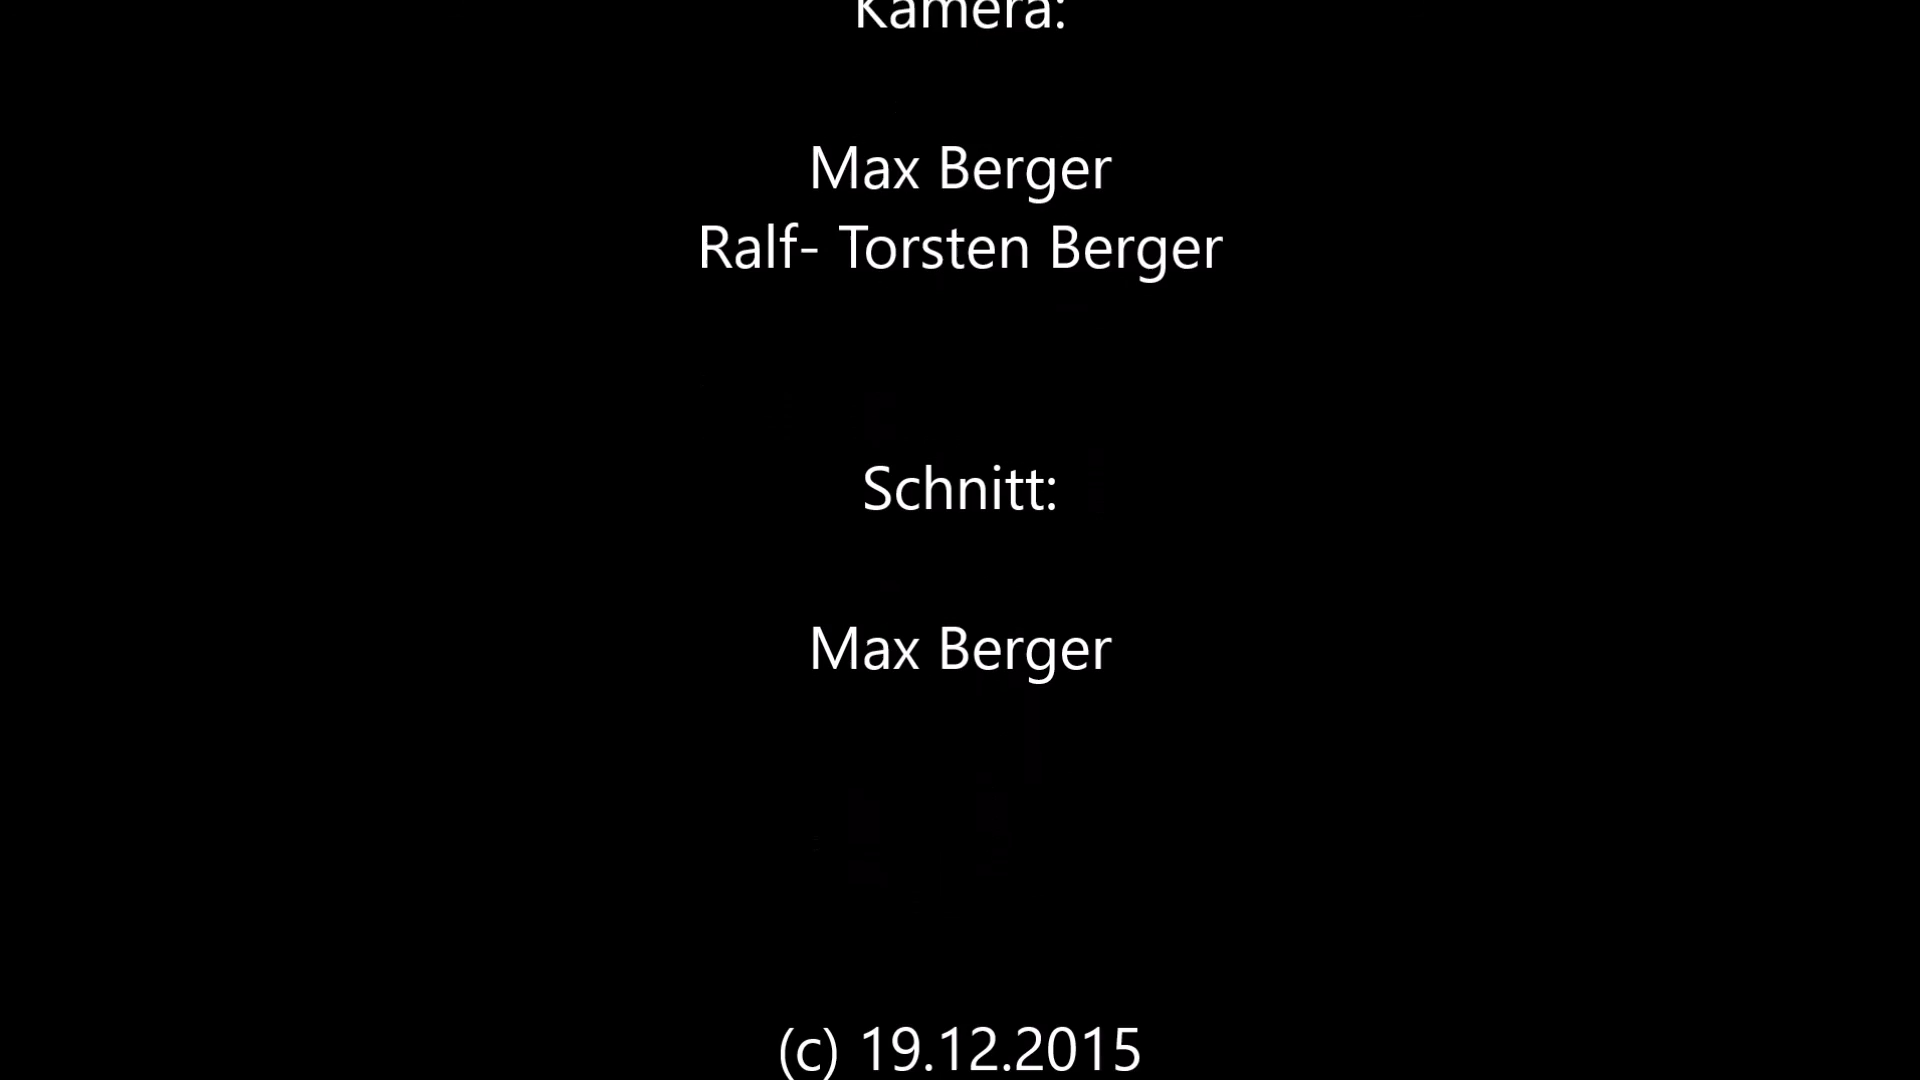 Kamera:
Max Berger
Ralf- Torsten Berger
Schnitt:
Max Berger
(c) 19.12.2015